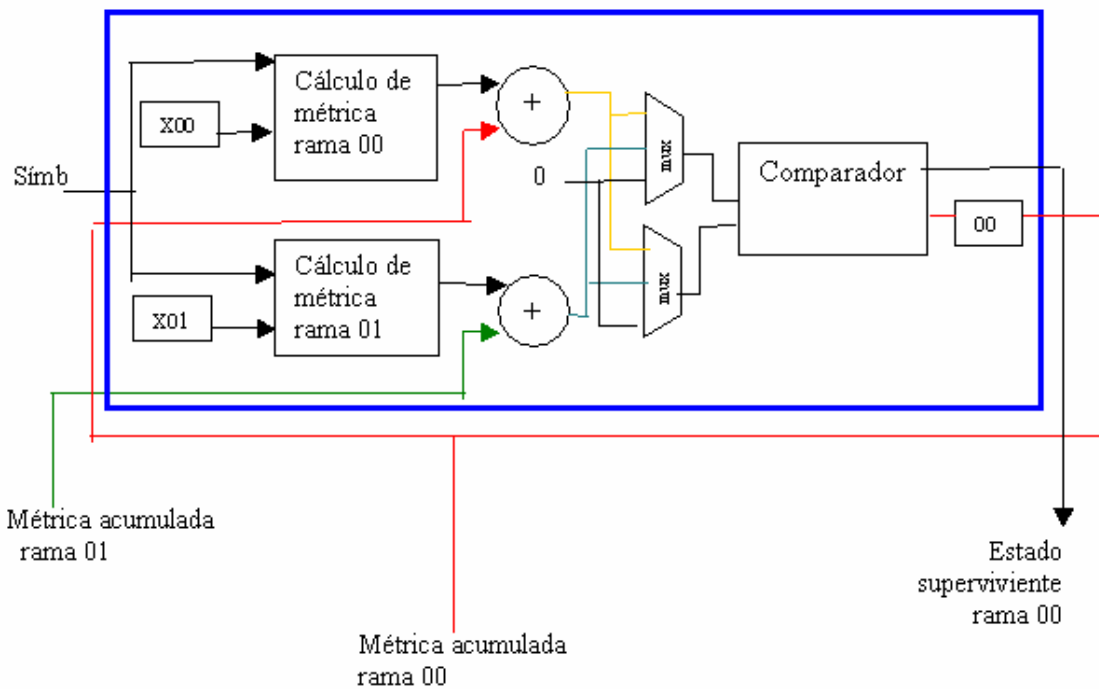 Cálculo de
métrica
rama 00
+
X00
mux
Símb
0
Comparador
00
Cálculo de
métrica
rama 01
mux
+
X01
Métrica acumulada
rama 01
Estado
superviviente
rama 00
Métrica acumulada
rama 00